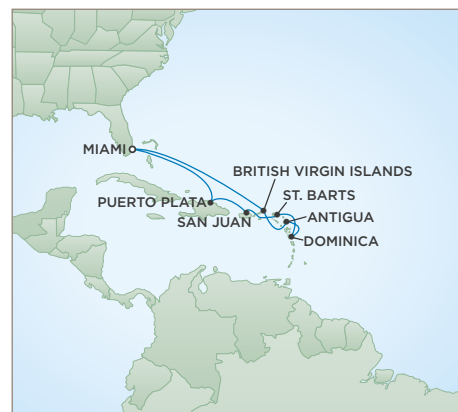 MIAMI
BRITISH VIRGIN ISLANDS
ST. BARTS
PUERTO PLATA
ANTIGUA
SAN JUAN
DOMINICA